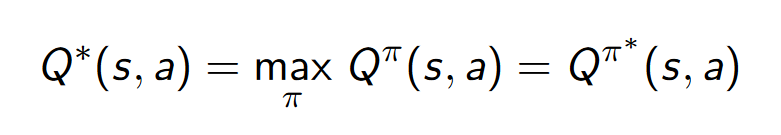 Q*(s, a) = max_π Q^π(s, a) = Q^{π*}(s, a)